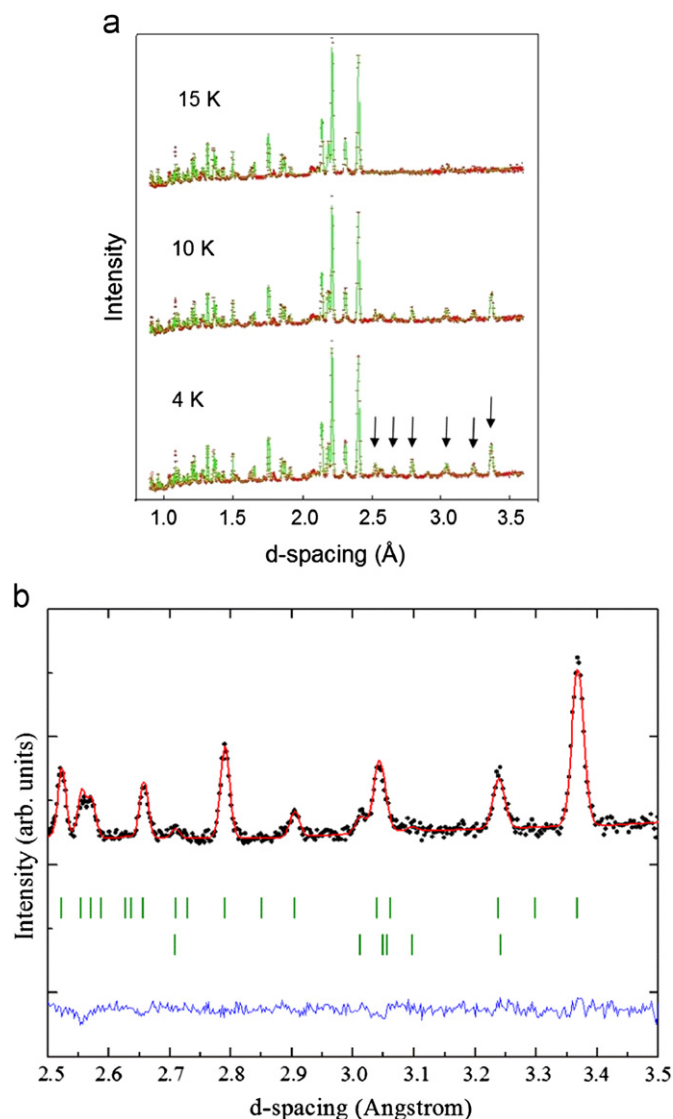 a
15 K
10 K
4 K
Intensity
1.0 1.5 2.0 2.5 3.0 3.5
d-spacing (Å)
b
Intensity (arb. units)
2.5 2.6 2.7 2.8 2.9 3.0 3.1 3.2 3.3 3.4 3.5
d-spacing (Angstrom)